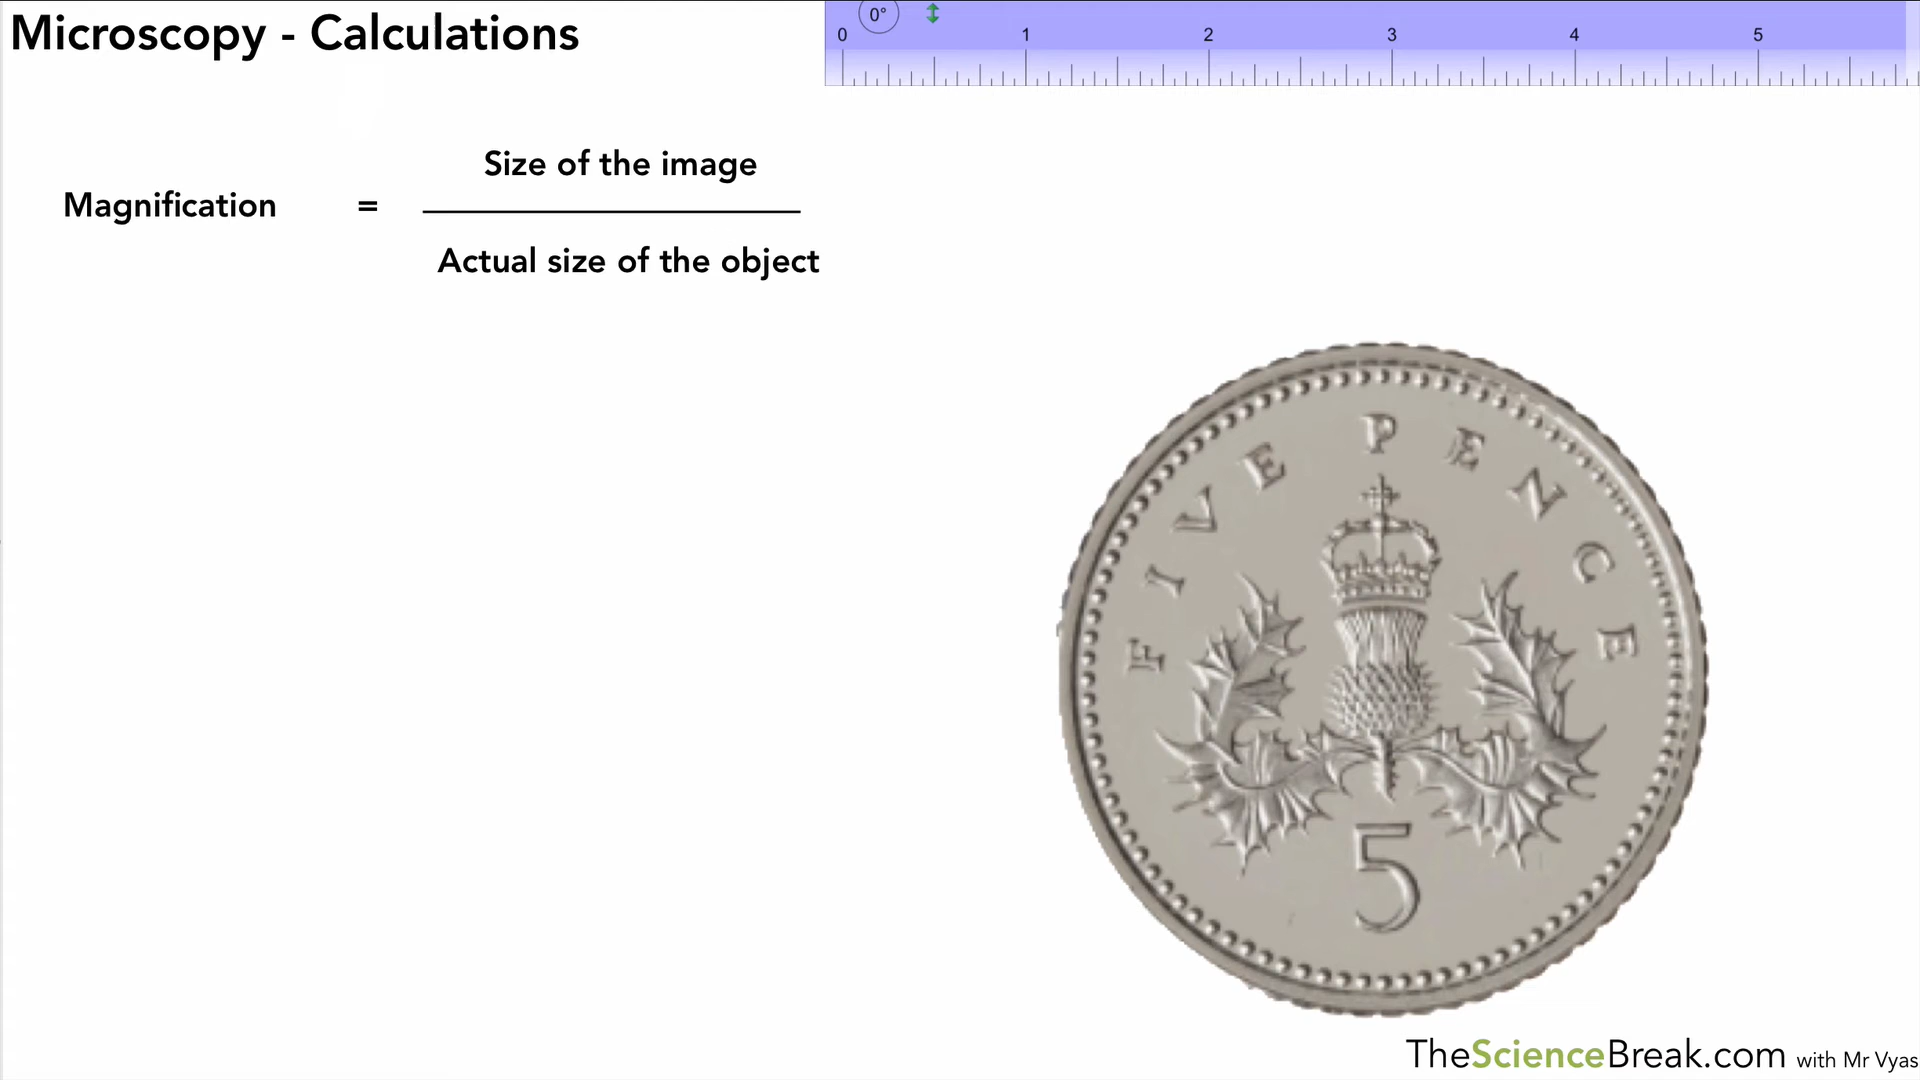 Microscopy - Calculations
0°
0 1 2 3 4 5
Size of the image
Magnification =
Actual size of the object
FIVE PENCE
5
TheScienceBreak.com with Mr Vyas